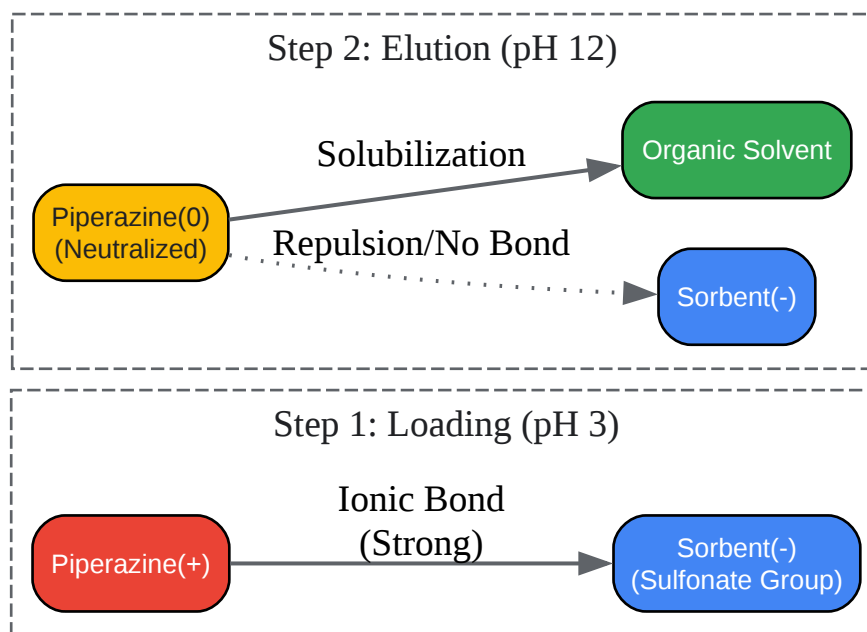 Step 2: Elution (pH 12)
Solubilization
Organic Solvent
Piperazine(0)
(Neutralized)
Repulsion/No Bond
Sorbent(-)
Step 1: Loading (pH 3)
Ionic Bond
(Strong)
Piperazine(+)
Sorbent(-)
(Sulfonate Group)